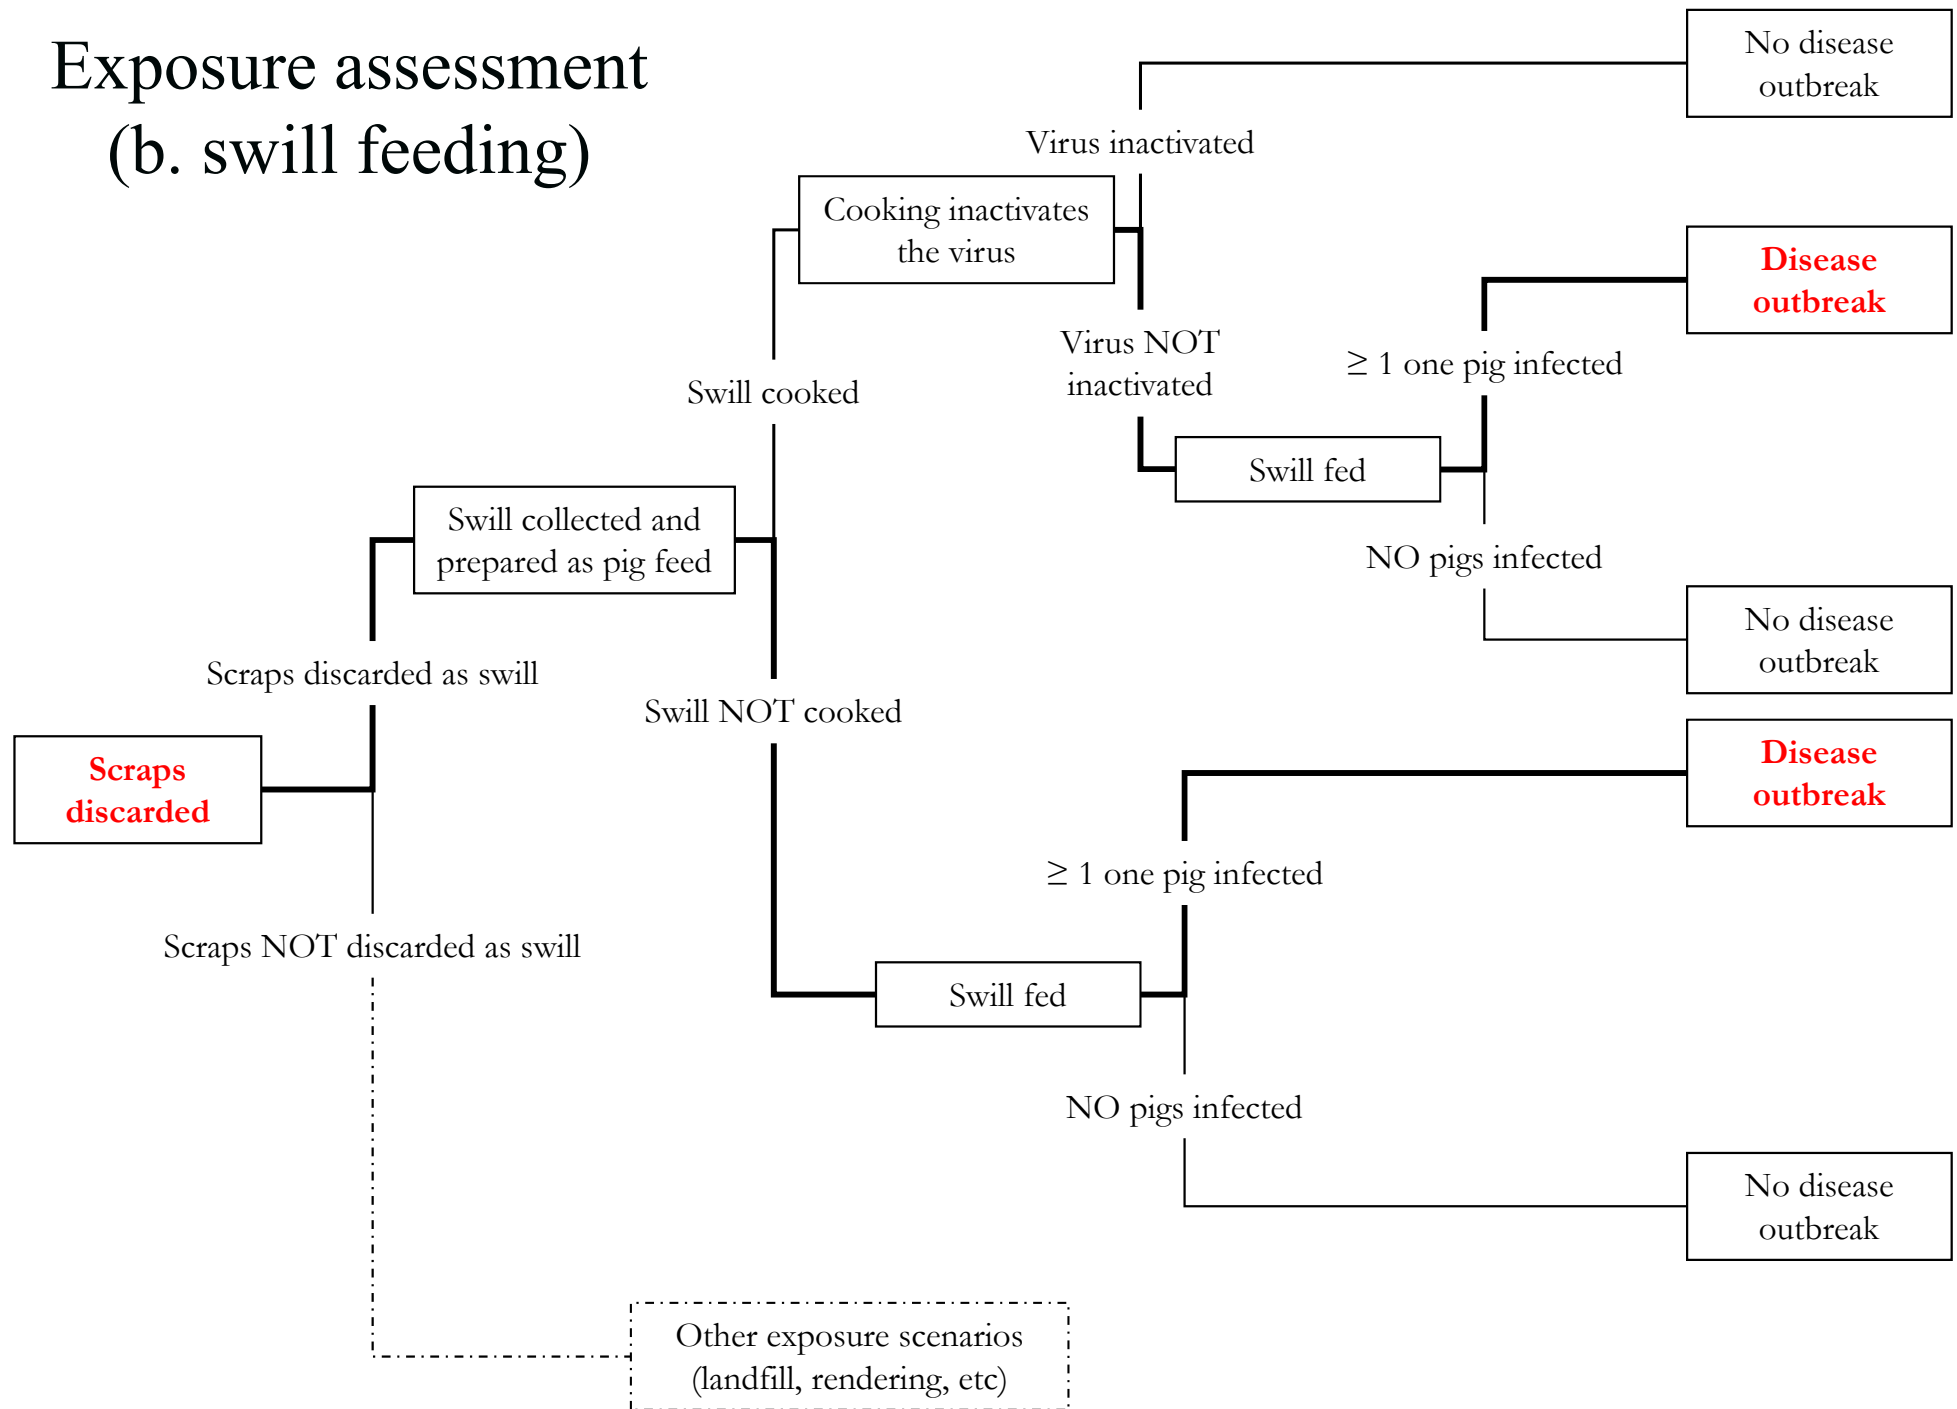 Exposure assessment
(b. swill feeding)
No disease
outbreak
Virus inactivated
Cooking inactivates
the virus
Disease
outbreak
Virus NOT
inactivated
≥ 1 one pig infected
Swill cooked
Swill fed
Swill collected and
prepared as pig feed
NO pigs infected
No disease
outbreak
Scraps discarded as swill
Swill NOT cooked
Scraps
discarded
Disease
outbreak
≥ 1 one pig infected
Scraps NOT discarded as swill
Swill fed
NO pigs infected
No disease
outbreak
Other exposure scenarios
(landfill, rendering, etc)